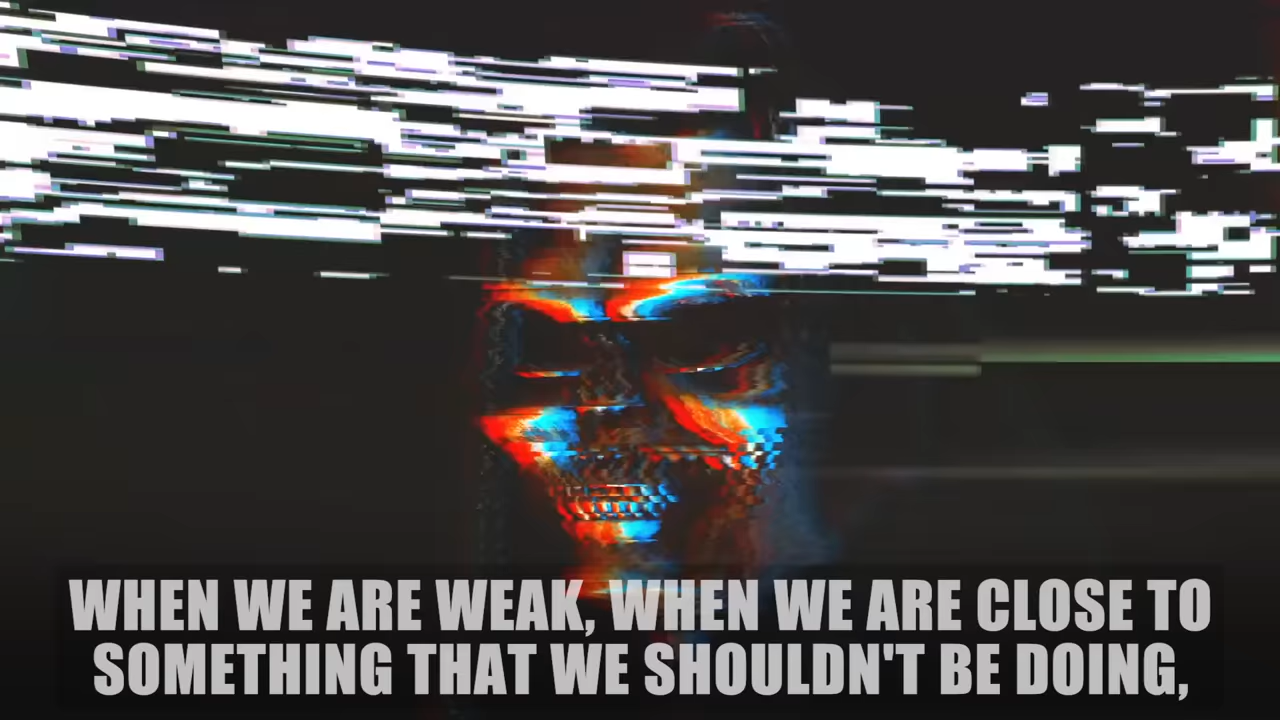 WHEN WE ARE WEAK, WHEN WE ARE CLOSE TO
SOMETHING THAT WE SHOULDN'T BE DOING,